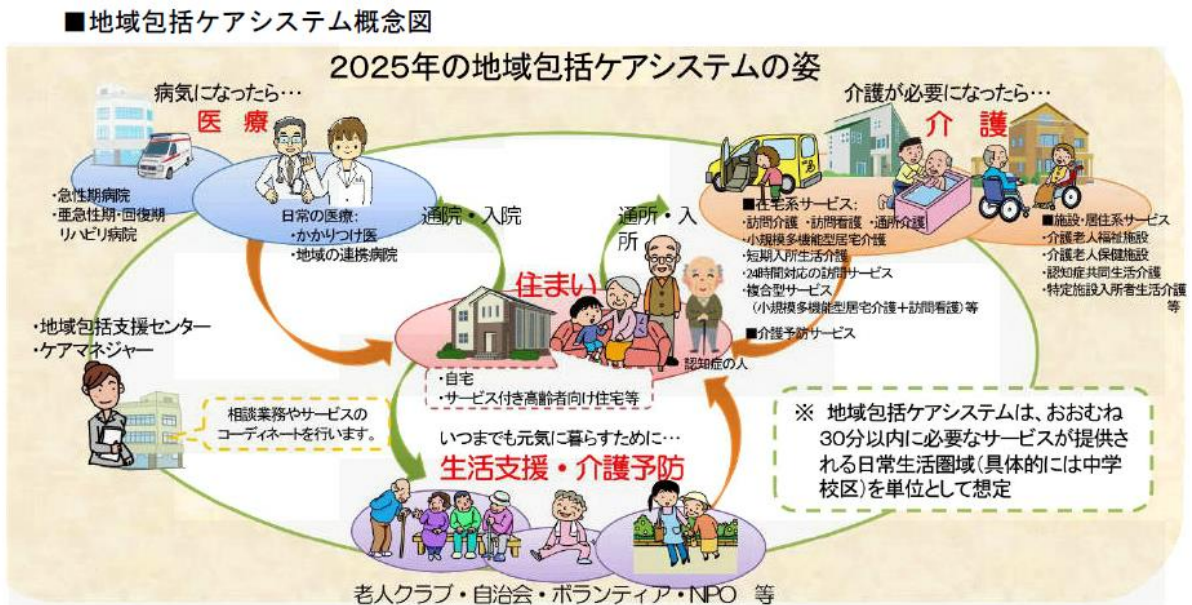 ■地域包括ケアシステム概念図
2025年の地域包括ケアシステムの姿
病気になったら…
医 療
・急性期病院
・亜急性期・回復期
リハビリ病院
日常の医療:
・かかりつけ医
・地域の連携病院
通院・入院
介護が必要になったら…
介 護
通所・入
所
■在宅系サービス:
・訪問介護 ・訪問看護 ・通所介護
・小規模多機能型居宅介護
・短期入所生活介護
・24時間対応の訪問サービス
・複合型サービス
(小規模多機能型居宅介護+訪問看護)等
■介護予防サービス
■施設・居住系サービス
・介護老人福祉施設
・介護老人保健施設
・認知症共同生活介護
・特定施設入所者生活介護
等
住まい
認知症の人
・自宅
・サービス付き高齢者向け住宅等
・地域包括支援センター
・ケアマネジャー
相談業務やサービスの
コーディネートを行います。
いつまでも元気に暮らすために…
生活支援・介護予防
老人クラブ・自治会・ボランティア・NPO 等
※ 地域包括ケアシステムは、おおむね
30分以内に必要なサービスが提供さ
れる日常生活圏域(具体的には中学
校区)を単位として想定